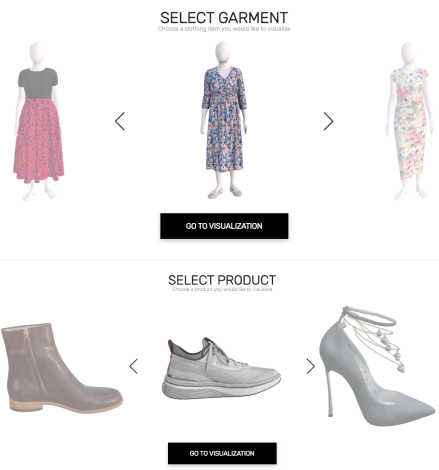 SELECT GARMENT
Choose a clothing item you would like to visualize
GO TO VISUALIZATION
SELECT PRODUCT
Choose a product you would like to visualize
GO TO VISUALIZATION